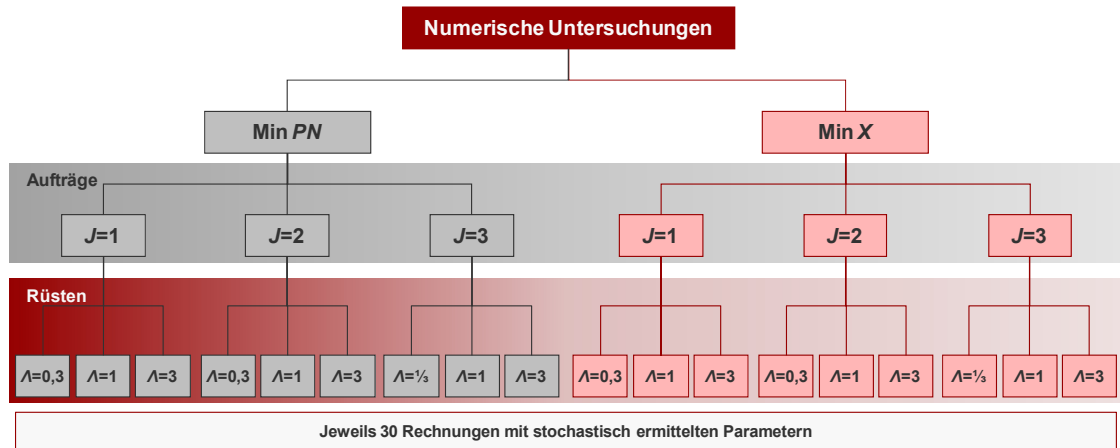 Numerische Untersuchungen
Min PN
Min X
Aufträge
J=1
J=2
J=3
J=1
J=2
J=3
Rüsten
Λ=0,3
Λ=1
Λ=3
Λ=0,3
Λ=1
Λ=3
Λ=⅓
Λ=1
Λ=3
Λ=0,3
Λ=1
Λ=3
Λ=0,3
Λ=1
Λ=3
Λ=⅓
Λ=1
Λ=3
Jeweils 30 Rechnungen mit stochastisch ermittelten Parametern